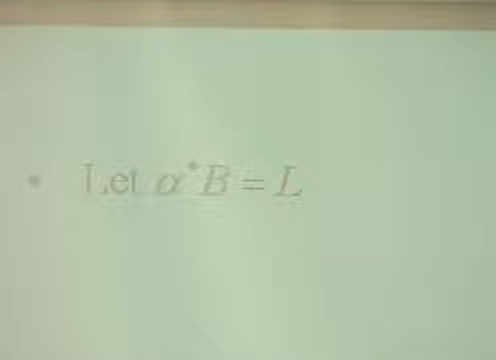 • Let α*B = L